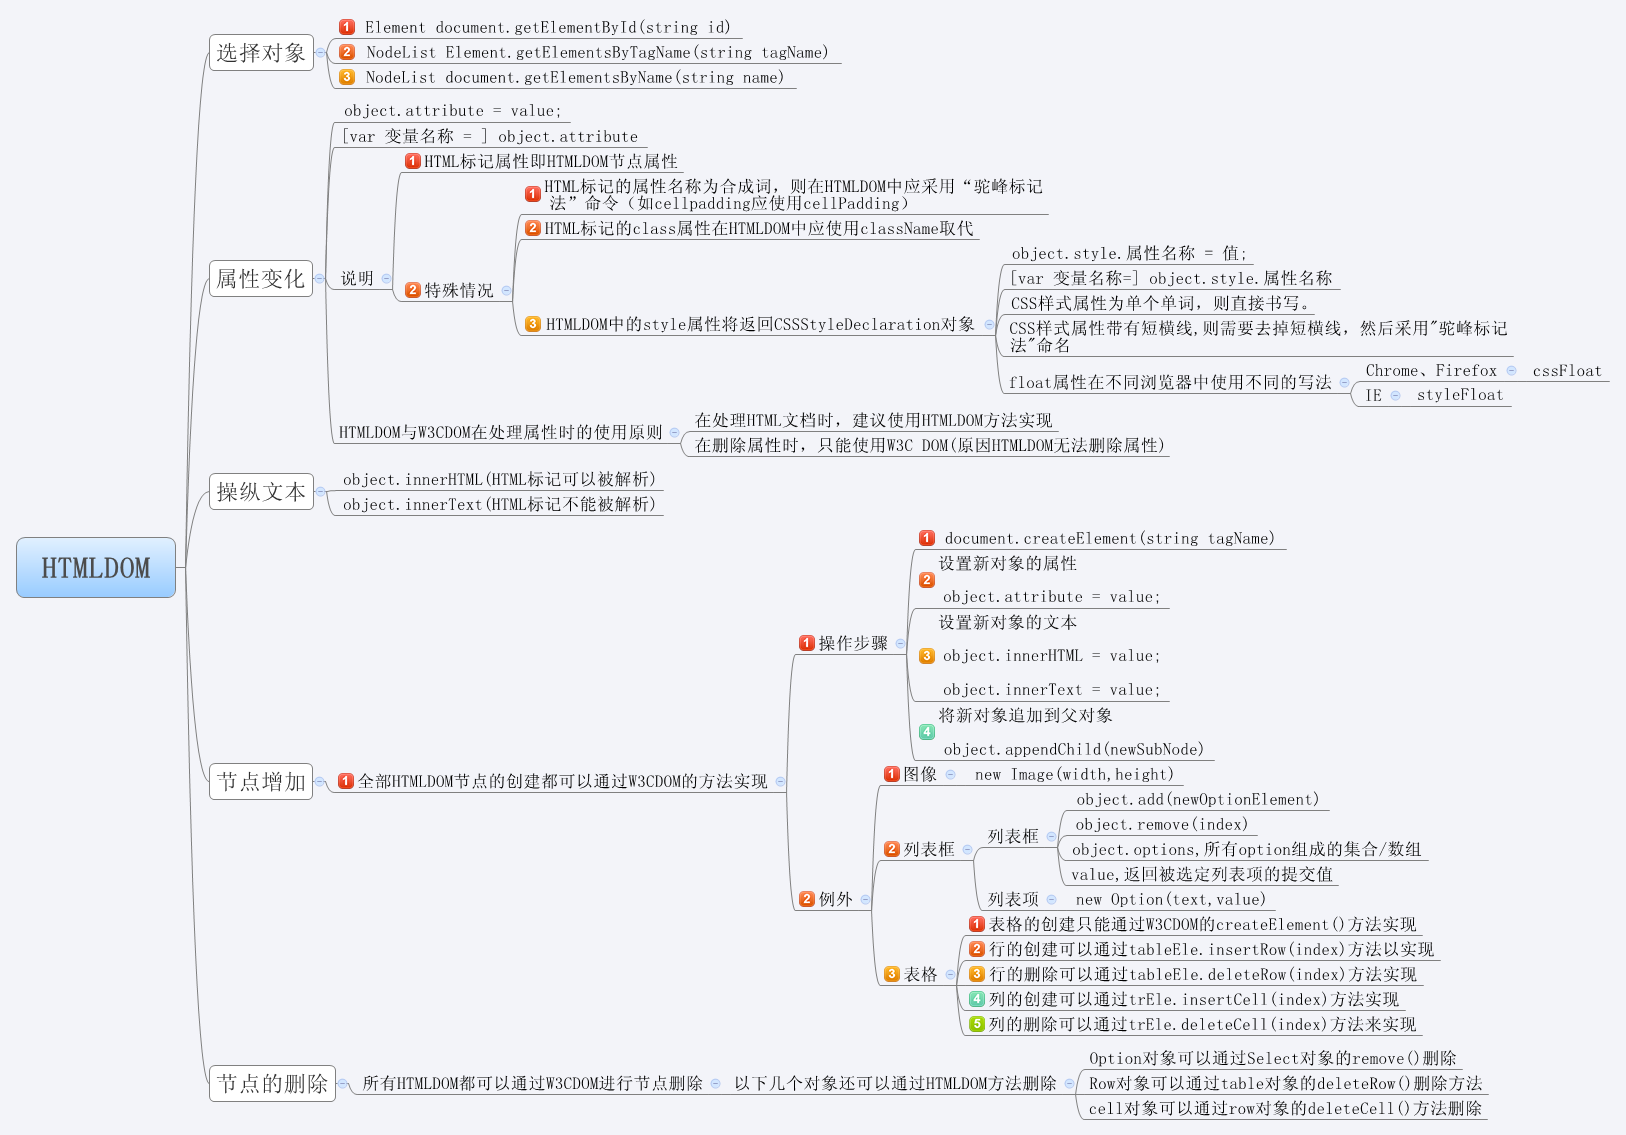 HTMLDOM
选择对象
1 Element document.getElementById(string id)
2 NodeList Element.getElementsByTagName(string tagName)
3 NodeList document.getElementsByName(string name)
属性变化
object.attribute = value;
[var 变量名称 = ] object.attribute
说明
1 HTML标记属性即HTMLDOM节点属性
2 特殊情况
1 HTML标记的属性名称为合成词，则在HTMLDOM中应采用“驼峰标记
法”命令（如cellpadding应使用cellPadding）
2 HTML标记的class属性在HTMLDOM中应使用className取代
3 HTMLDOM中的style属性将返回CSSStyleDeclaration对象
object.style.属性名称 = 值;
[var 变量名称=] object.style.属性名称
CSS样式属性为单个单词，则直接书写。
CSS样式属性带有短横线,则需要去掉短横线，然后采用"驼峰标记
法"命名
float属性在不同浏览器中使用不同的写法
Chrome、Firefox
cssFloat
IE
styleFloat
HTMLDOM与W3CDOM在处理属性时的使用原则
在处理HTML文档时，建议使用HTMLDOM方法实现
在删除属性时，只能使用W3C DOM(原因HTMLDOM无法删除属性)
操纵文本
object.innerHTML(HTML标记可以被解析)
object.innerText(HTML标记不能被解析)
节点增加
1 全部HTMLDOM节点的创建都可以通过W3CDOM的方法实现
1 操作步骤
1 document.createElement(string tagName)
2 设置新对象的属性
object.attribute = value;
3 设置新对象的文本
object.innerHTML = value;
object.innerText = value;
4 将新对象追加到父对象
object.appendChild(newSubNode)
2 例外
1 图像
new Image(width,height)
2 列表框
列表框
object.add(newOptionElement)
object.remove(index)
object.options,所有option组成的集合/数组
value,返回被选定列表项的提交值
列表项
new Option(text,value)
3 表格
1 表格的创建只能通过W3CDOM的createElement()方法实现
2 行的创建可以通过tableEle.insertRow(index)方法以实现
3 行的删除可以通过tableEle.deleteRow(index)方法实现
4 列的创建可以通过trEle.insertCell(index)方法实现
5 列的删除可以通过trEle.deleteCell(index)方法来实现
节点的删除
所有HTMLDOM都可以通过W3CDOM进行节点删除
以下几个对象还可以通过HTMLDOM方法删除
Option对象可以通过Select对象的remove()删除
Row对象可以通过table对象的deleteRow()删除方法
cell对象可以通过row对象的deleteCell()方法删除